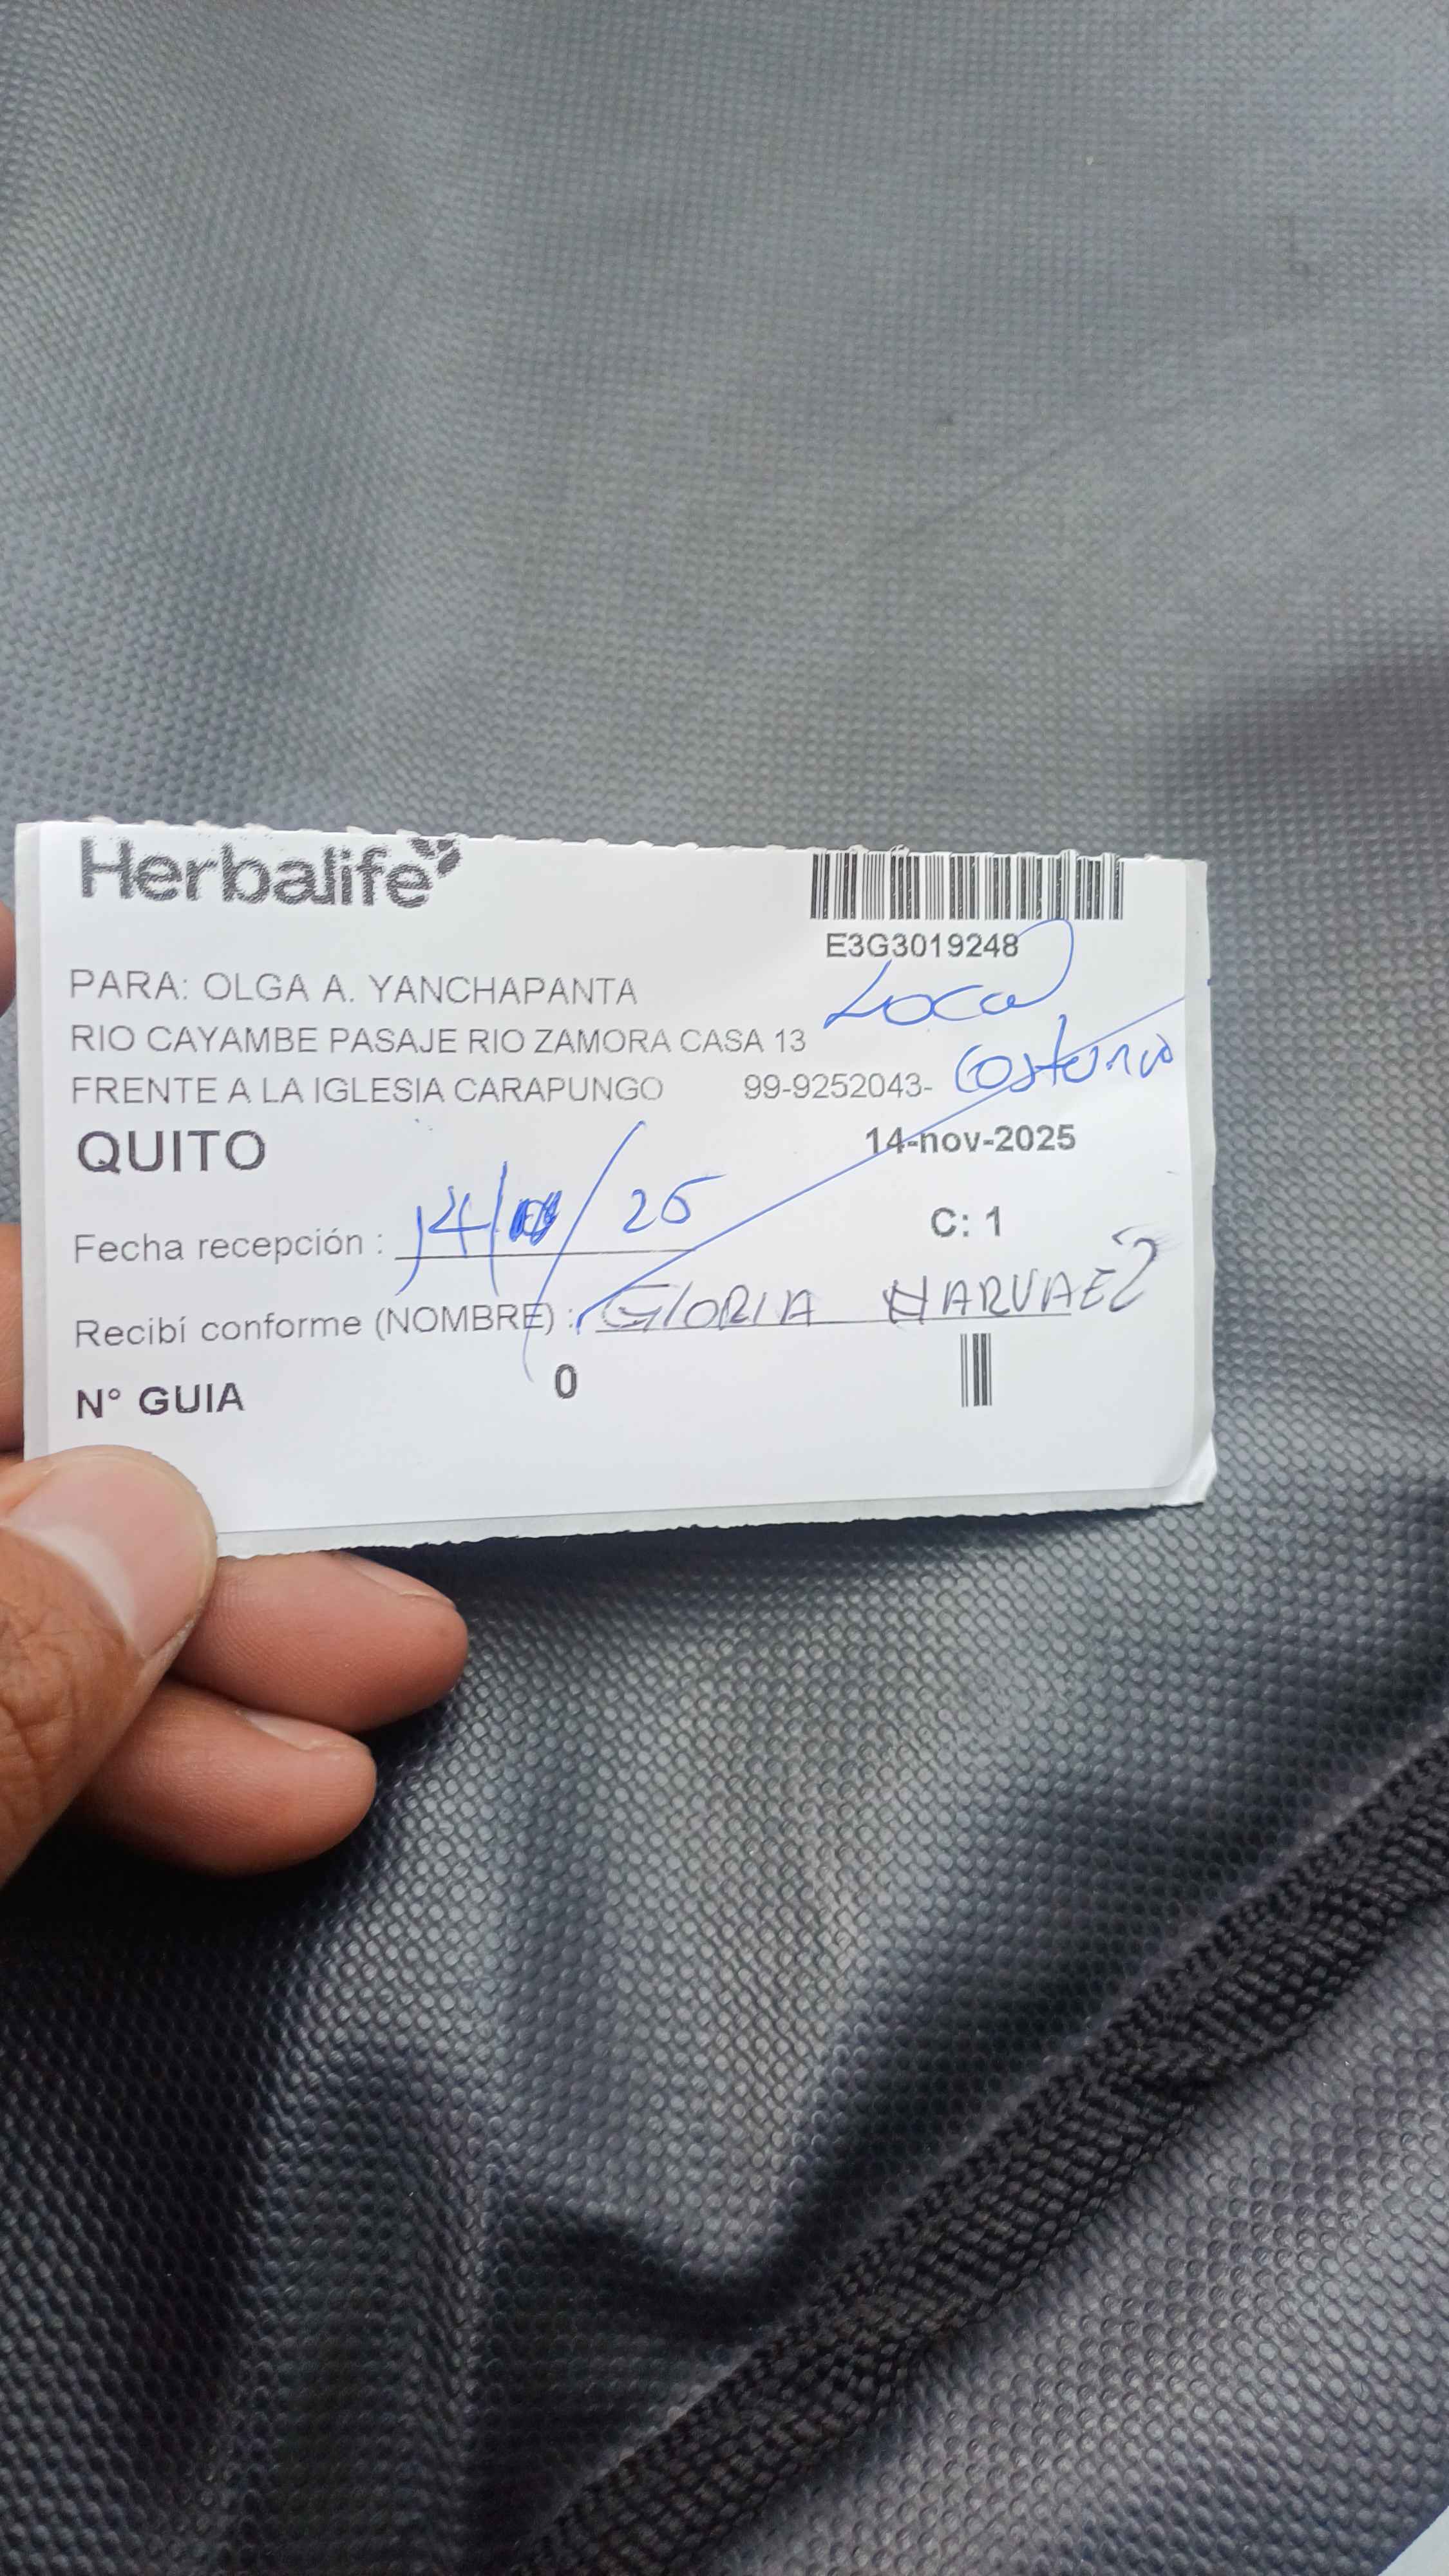 Herbalife
E3G3019248
Local
PARA: OLGA A. YANCHAPANTA
RIO CAYAMBE PASAJE RIO ZAMORA CASA 13
FRENTE A LA IGLESIA CARAPUNGO 99-9252043-
QUITO 14-nov-2025
Fecha recepción : 14/ /25
C: 1
Recibí conforme (NOMBRE) : GLORIA NARVAEZ
N° GUIA 0